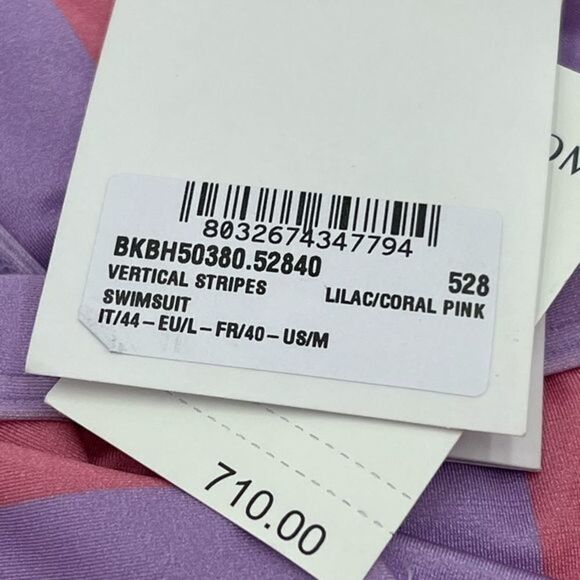 8032674347794
BKBH50380.52840
VERTICAL STRIPES 528
SWIMSUIT LILAC/CORAL PINK
IT/44-EU/L-FR/40-US/M
710.00